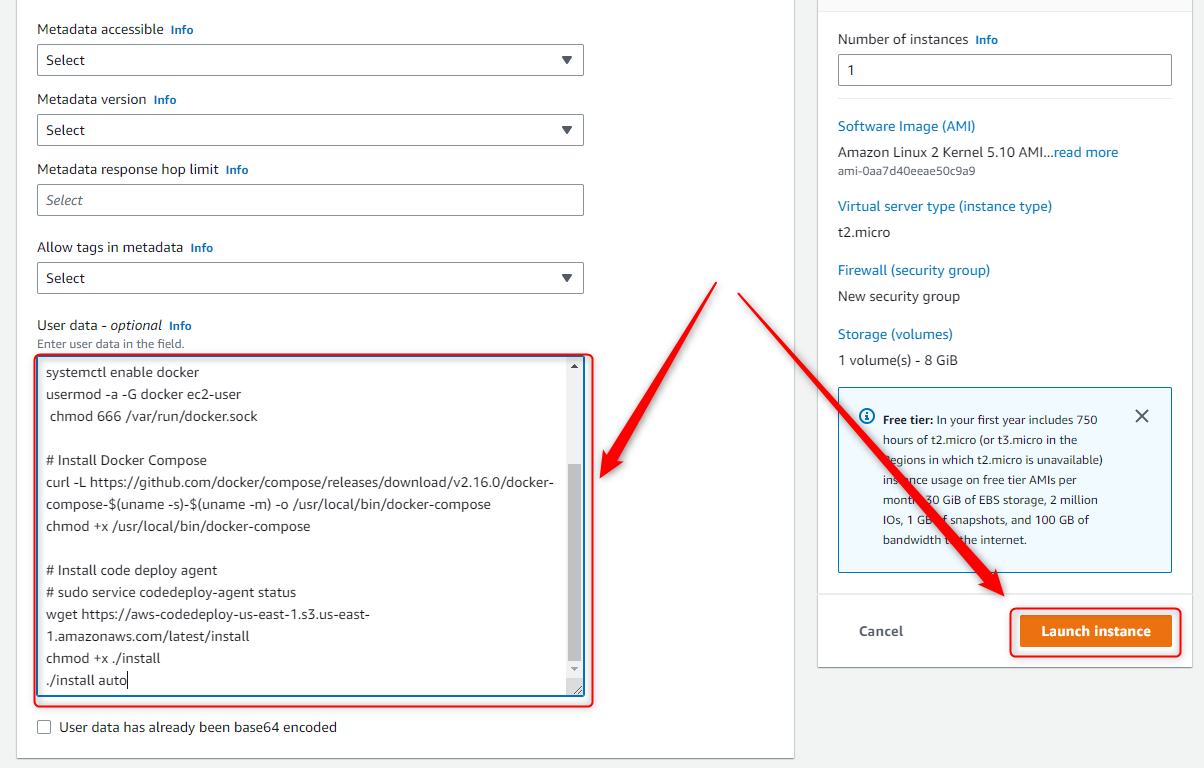 Metadata accessible Info
Select
Metadata version Info
Select
Metadata response hop limit Info
Select
Allow tags in metadata Info
Select
User data - optional Info
Enter user data in the field.
systemctl enable docker
usermod -a -G docker ec2-user
chmod 666 /var/run/docker.sock
# Install Docker Compose
curl -L https://github.com/docker/compose/releases/download/v2.16.0/docker-
compose-$(uname -s)-$(uname -m) -o /usr/local/bin/docker-compose
chmod +x /usr/local/bin/docker-compose
# Install code deploy agent
# sudo service codedeploy-agent status
wget https://aws-codedeploy-us-east-1.s3.us-east-
1.amazonaws.com/latest/install
chmod +x ./install
./install auto
User data has already been base64 encoded
Number of instances Info
1
Software Image (AMI)
Amazon Linux 2 Kernel 5.10 AMI...read more
ami-0aa7d40eeae50c9a9
Virtual server type (instance type)
t2.micro
Firewall (security group)
New security group
Storage (volumes)
1 volume(s) - 8 GiB
Free tier: In your first year includes 750
hours of t2.micro (or t3.micro in the
Regions in which t2.micro is unavailable)
instance usage on free tier AMIs per
month, 30 GiB of EBS storage, 2 million
IOs, 1 GB of snapshots, and 100 GB of
bandwidth to the internet.
Cancel
Launch instance